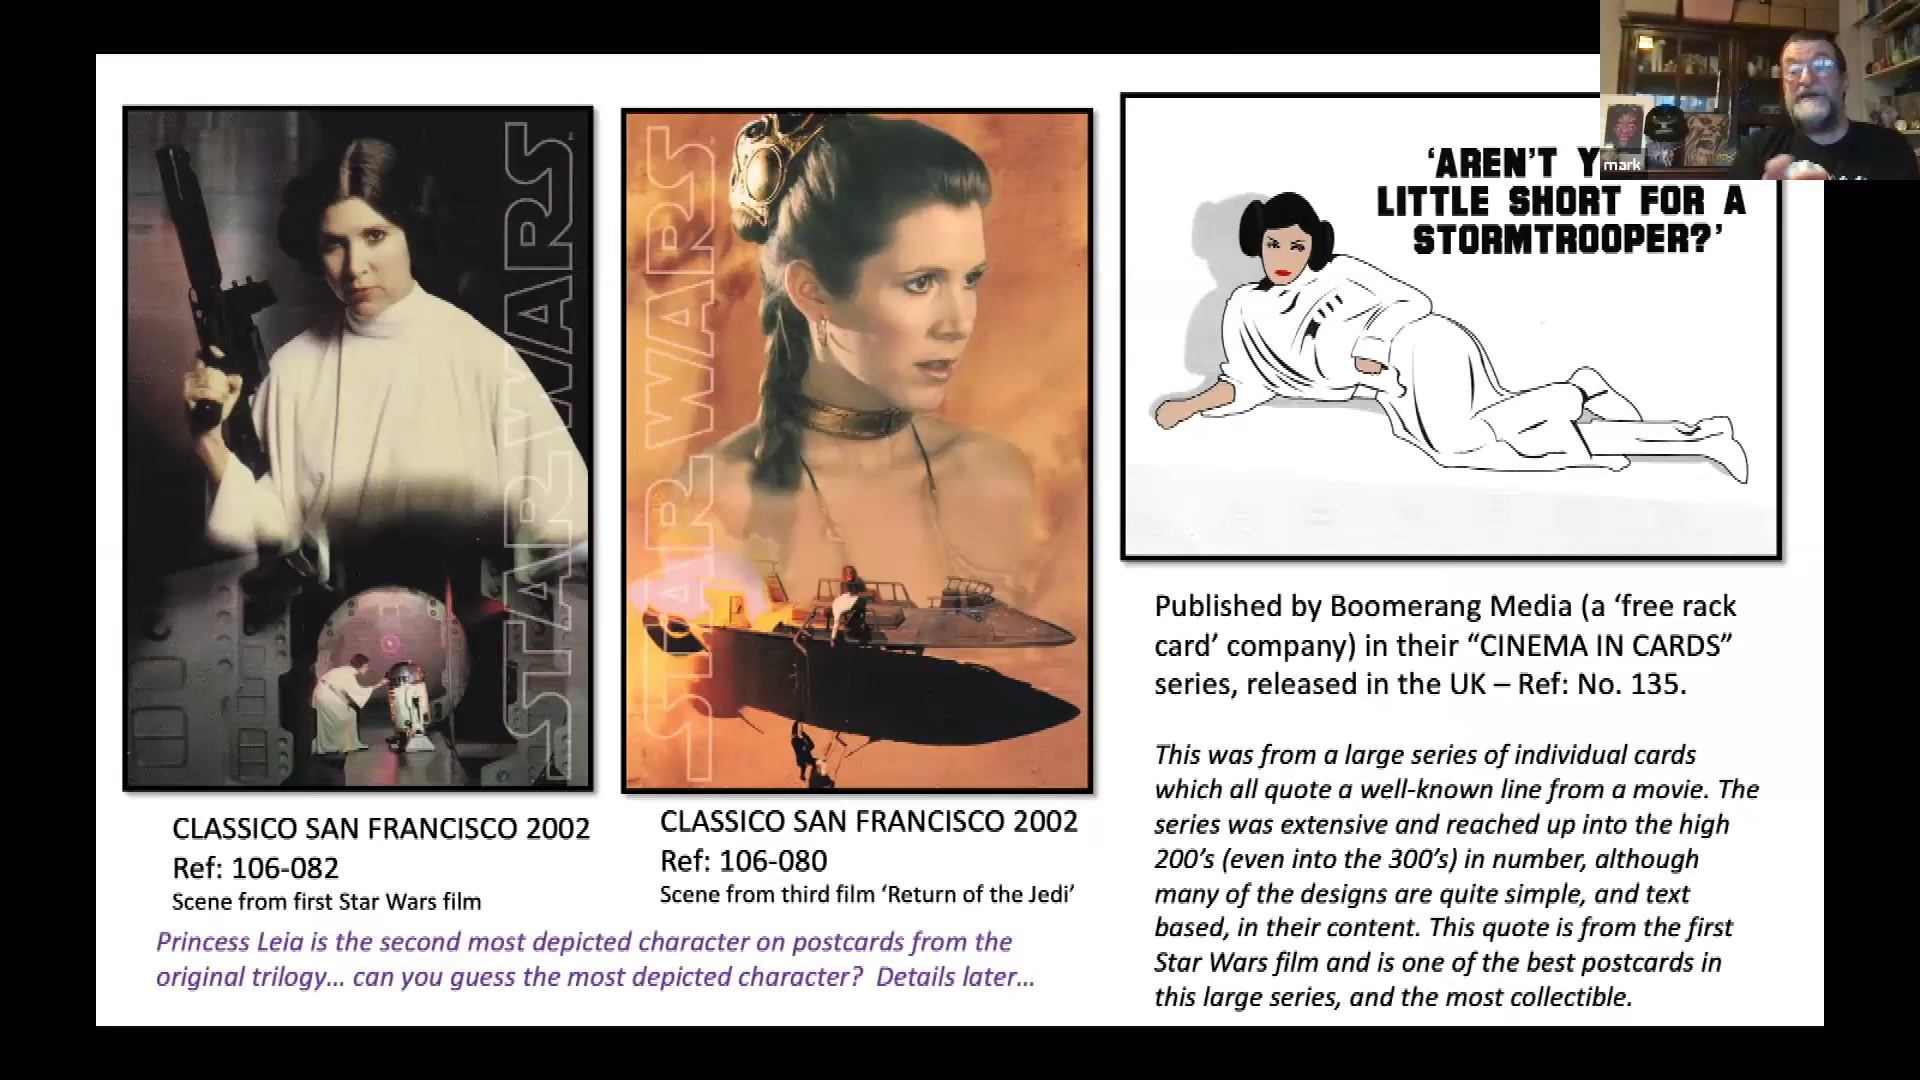 STAR WARS
STAR WARS
'AREN'T Y
LITTLE SHORT FOR A
STORMTROOPER?'
mark
CLASSICO SAN FRANCISCO 2002
Ref: 106-082
Scene from first Star Wars film
CLASSICO SAN FRANCISCO 2002
Ref: 106-080
Scene from third film 'Return of the Jedi'
Princess Leia is the second most depicted character on postcards from the
original trilogy... can you guess the most depicted character?  Details later...
Published by Boomerang Media (a 'free rack
card' company) in their "CINEMA IN CARDS"
series, released in the UK – Ref: No. 135.
This was from a large series of individual cards
which all quote a well-known line from a movie. The
series was extensive and reached up into the high
200's (even into the 300's) in number, although
many of the designs are quite simple, and text
based, in their content. This quote is from the first
Star Wars film and is one of the best postcards in
this large series, and the most collectible.